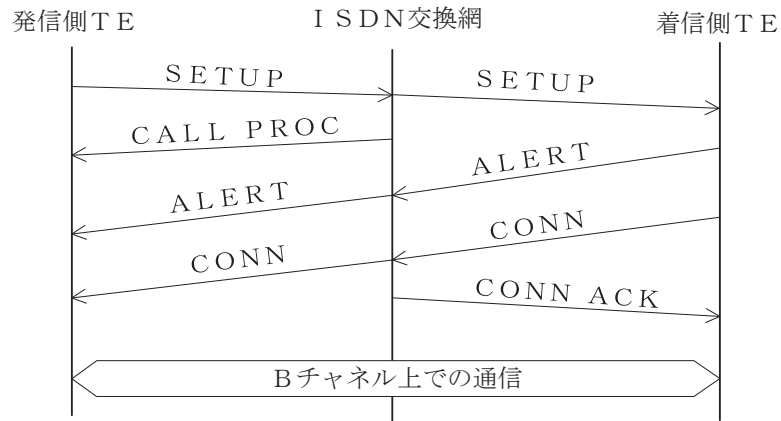 発信側ＴＥ
ＩＳＤＮ交換網
着信側ＴＥ
ＳＥＴＵＰ
ＳＥＴＵＰ
ＣＡＬＬ ＰＲＯＣ
ＡＬＥＲＴ
ＡＬＥＲＴ
ＣＯＮＮ
ＣＯＮＮ
ＣＯＮＮ ＡＣＫ
Ｂチャネル上での通信